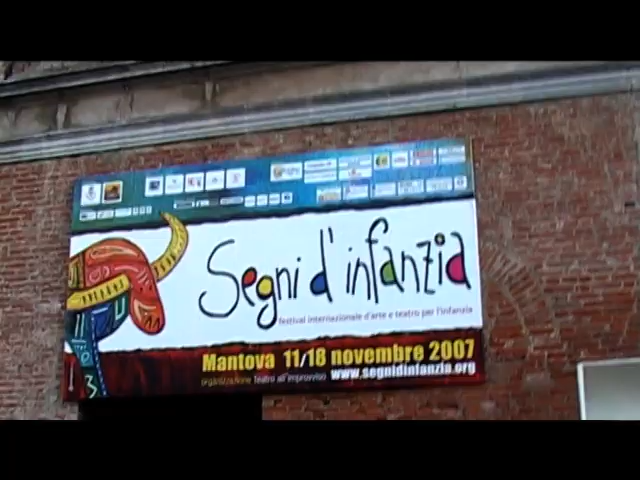 Segni d'infanzia
festival internazionale d'arte e teatro per l'infanzia
Mantova 11/18 novembre 2007
organizzazione Teatro all'improvviso www.segnidinfanzia.org